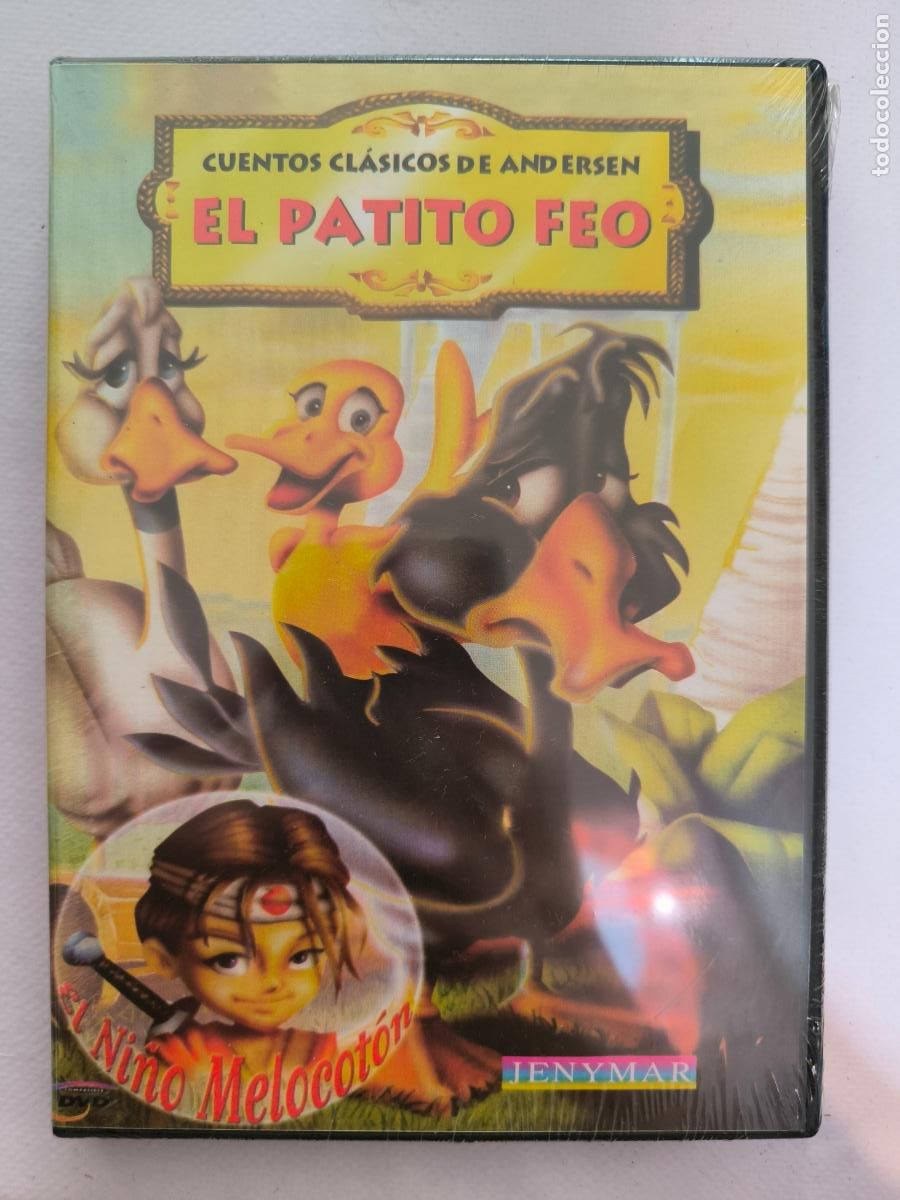 CUENTOS CLÁSICOS DE ANDERSEN
EL PATITO FEO
El Niño Melocotón
JENYMAR
DVD
todocoleccion